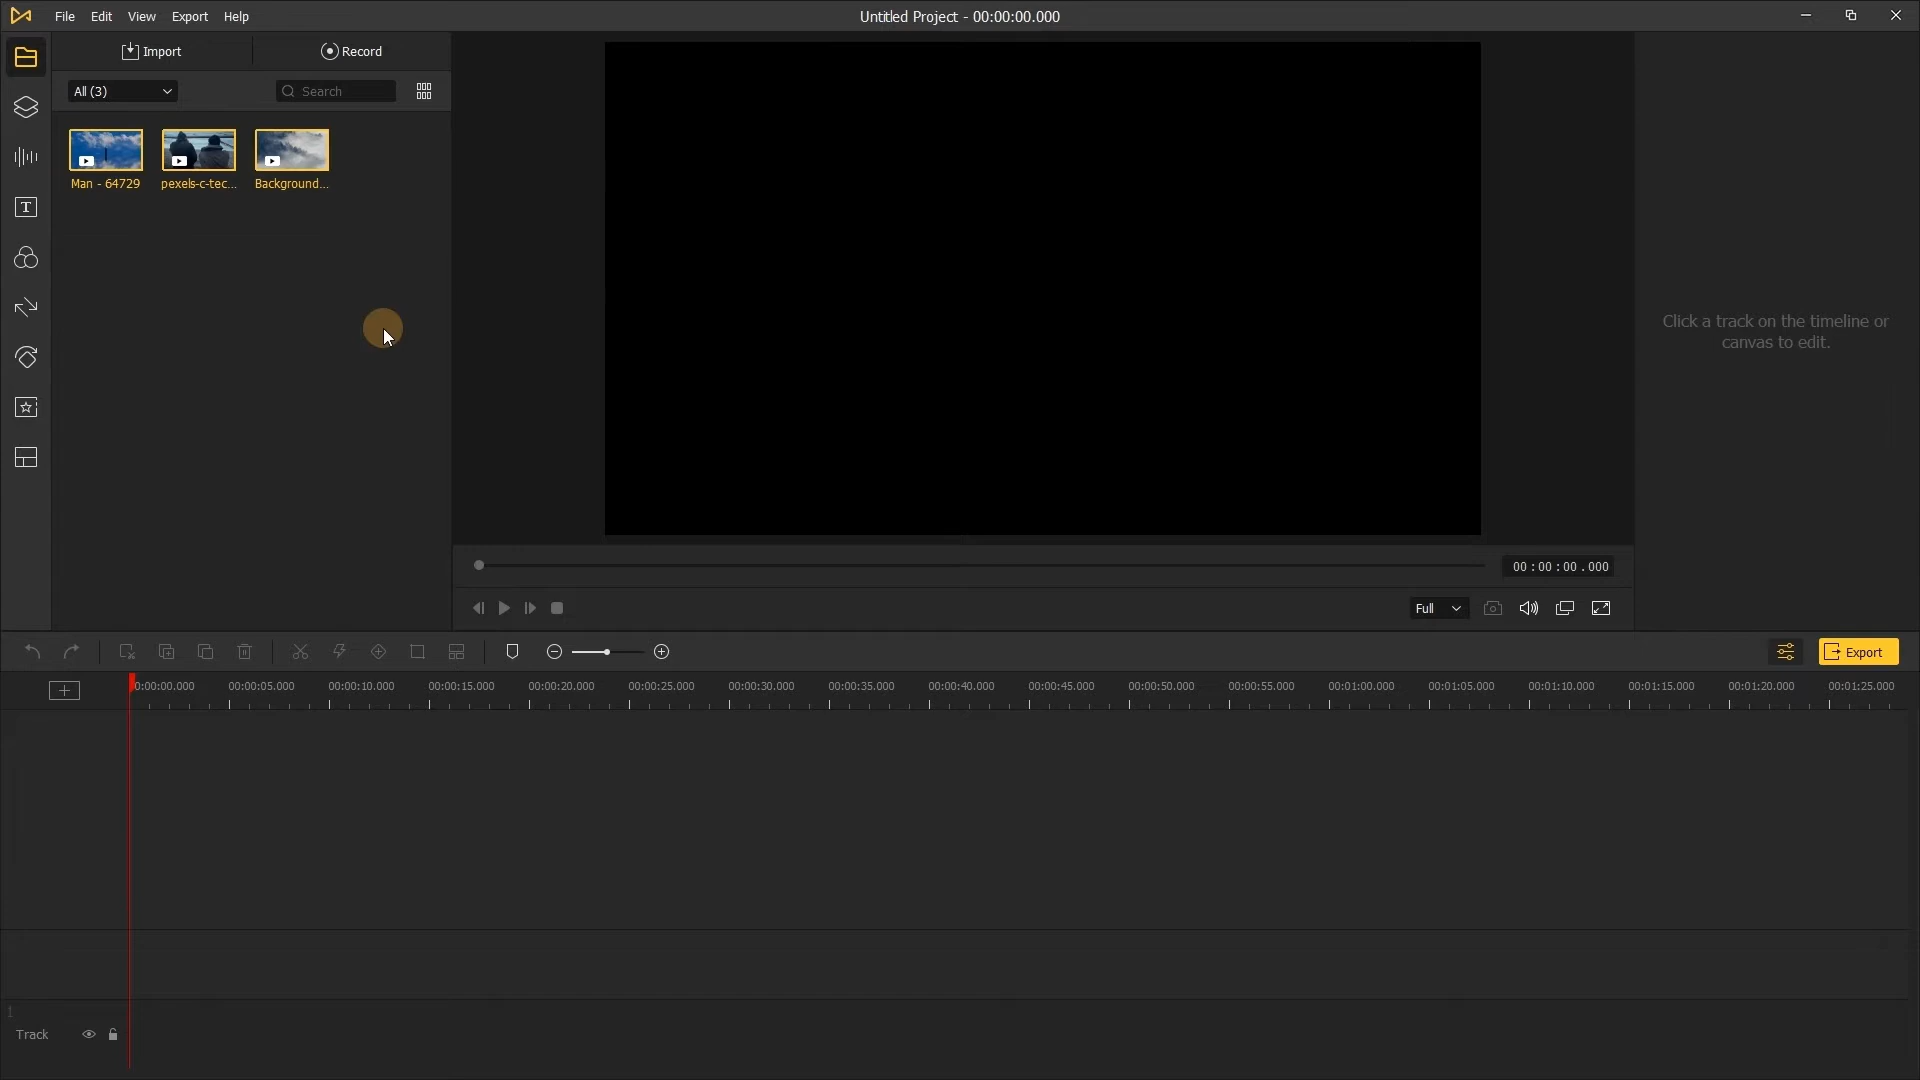 File Edit View Export Help
Untitled Project - 00:00:00.000
Import
Record
All (3)
Search
Man - 64729
pexels-c-tec...
Background...
Click a track on the timeline or
canvas to edit.
00:00:00.000
Full
Export
0:00:00.000 00:00:05.000 00:00:10.000 00:00:15.000 00:00:20.000 00:00:25.000 00:00:30.000 00:00:35.000 00:00:40.000 00:00:45.000 00:00:50.000 00:00:55.000 00:01:00.000 00:01:05.000 00:01:10.000 00:01:15.000 00:01:20.000 00:01:25.000
1
Track